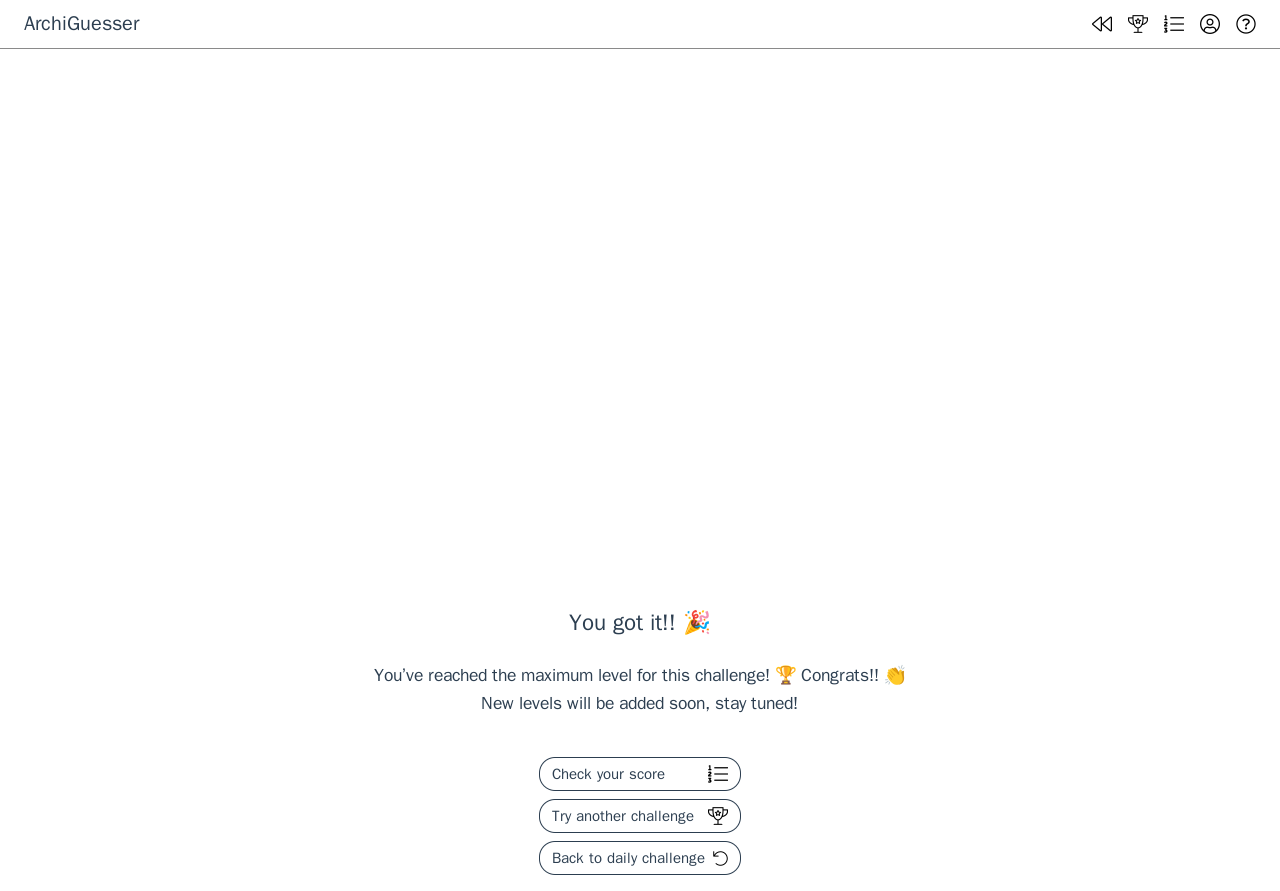 ArchiGuesser
You got it!! 🎉
You've reached the maximum level for this challenge! 🏆 Congrats!! 👏
New levels will be added soon, stay tuned!
Check your score
Try another challenge
Back to daily challenge